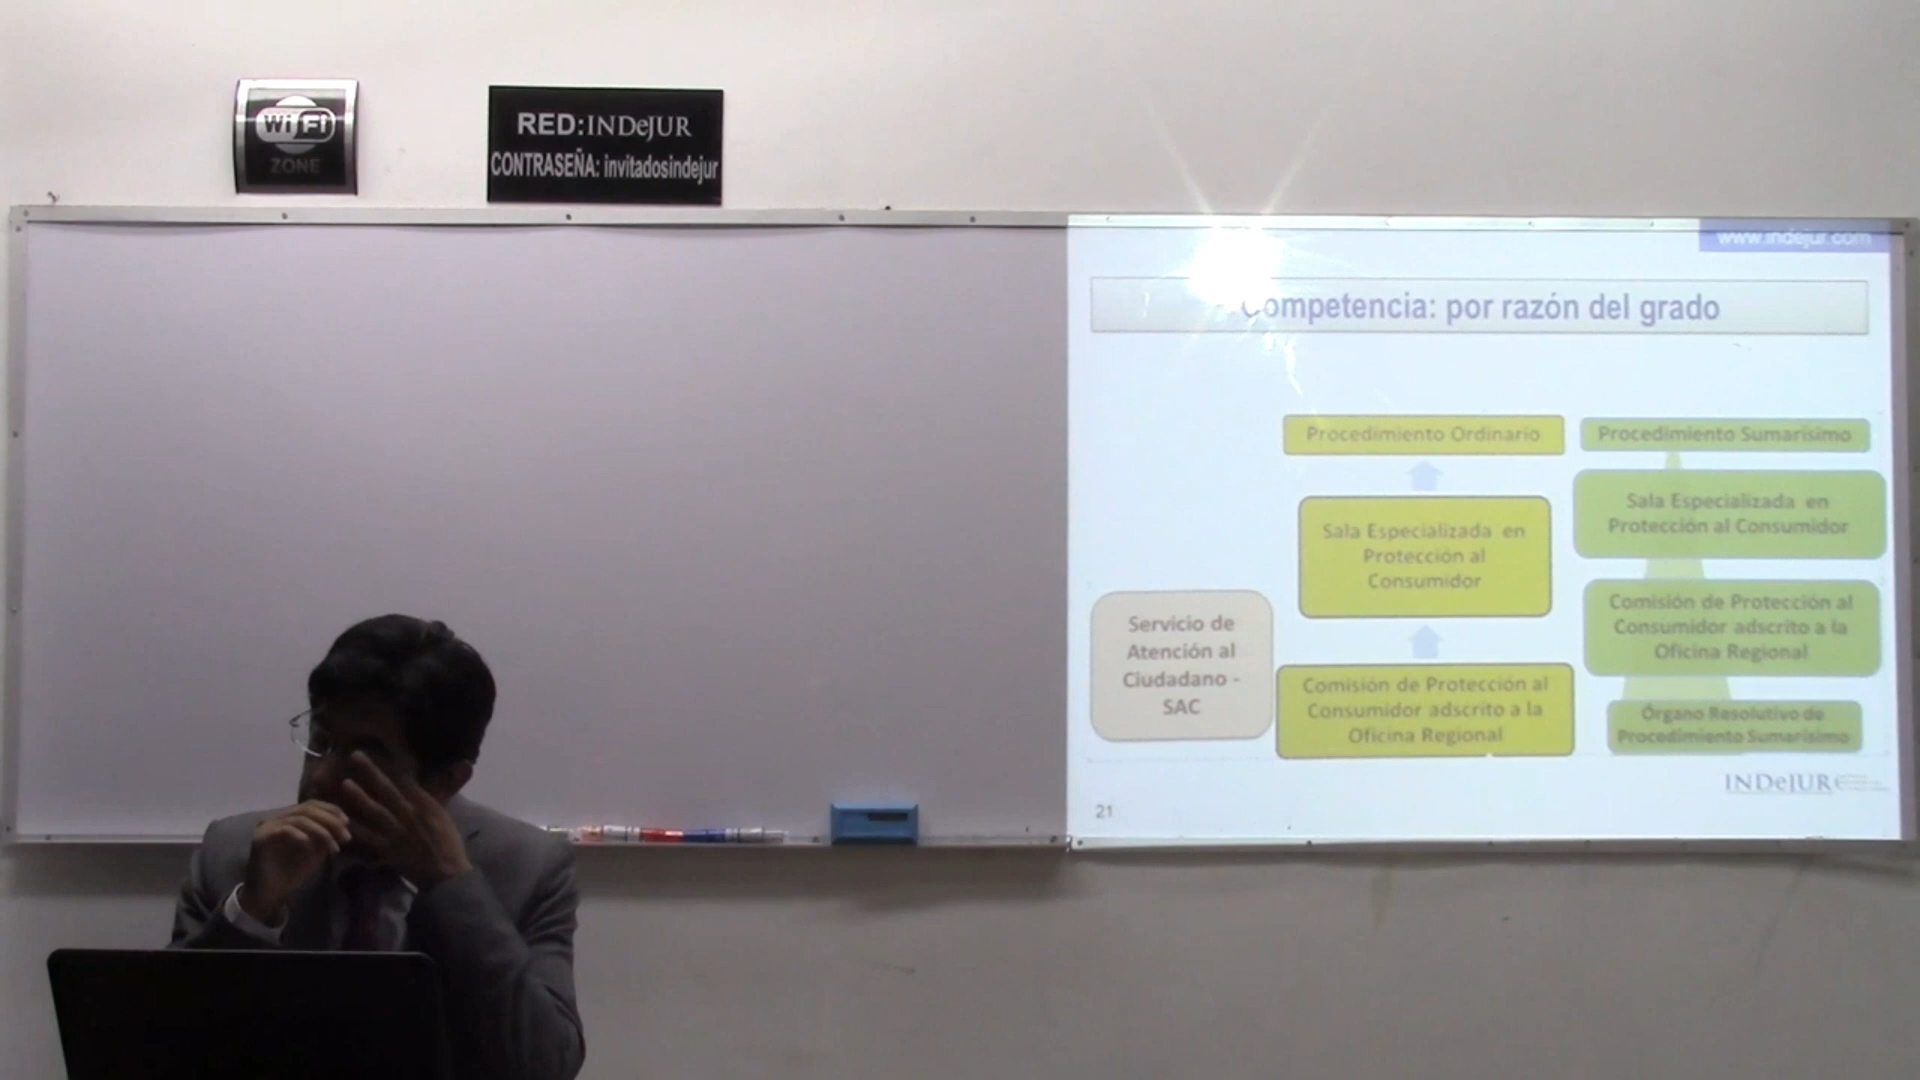 Wi Fi
ZONE
RED:INDeJUR
CONTRASEÑA: invitadosindejur
www.indejur.com
Competencia: por razón del grado
Procedimiento Ordinario
Sala Especializada en
Protección al
Consumidor
Comisión de Protección al
Consumidor adscrito a la
Oficina Regional
Procedimiento Sumarísimo
Sala Especializada en
Protección al Consumidor
Comisión de Protección al
Consumidor adscrito a la
Oficina Regional
Órgano Resolutivo de
Procedimiento Sumarísimo
Servicio de
Atención al
Ciudadano -
SAC
INDeJUR
21